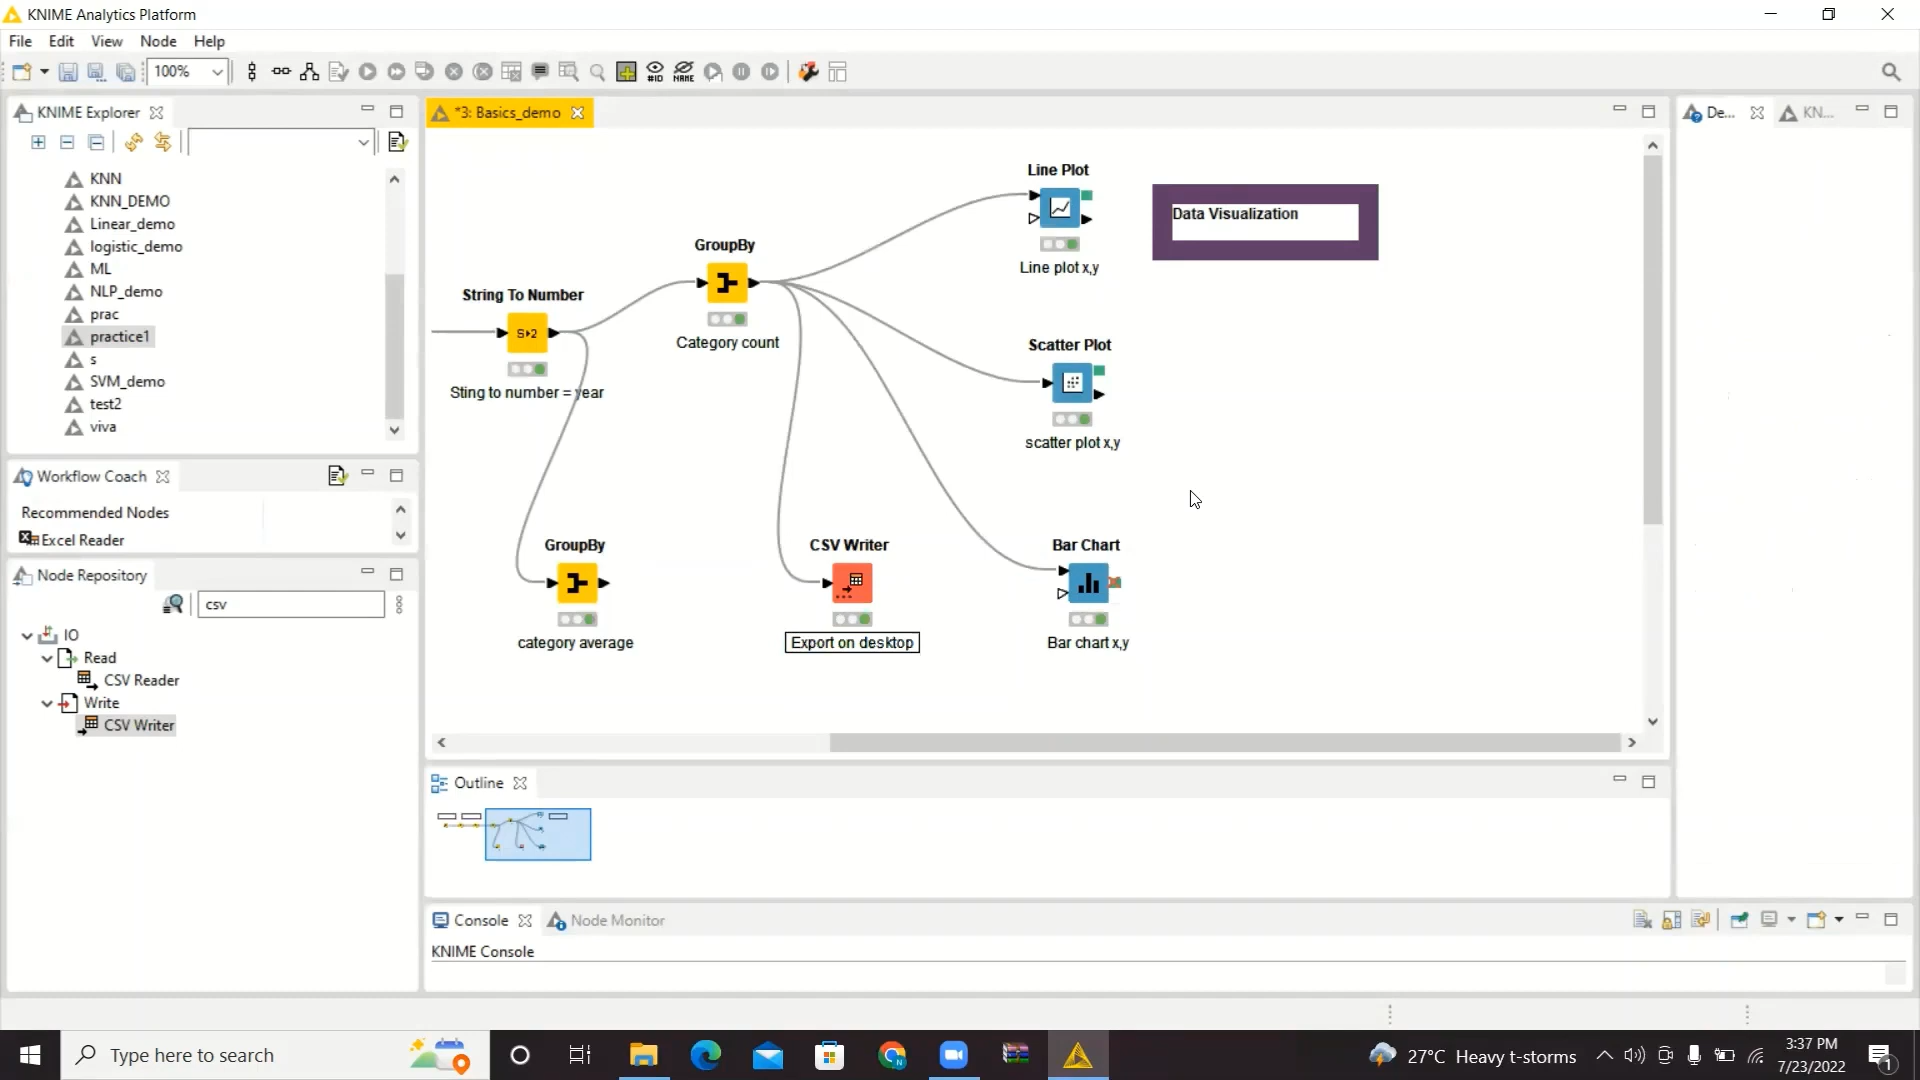 KNIME Analytics Platform
File Edit View Node Help
100%
#ID
NAME
KNIME Explorer
KNN
KNN_DEMO
Linear_demo
logistic_demo
ML
NLP_demo
prac
practice1
s
SVM_demo
test2
viva
Workflow Coach
Recommended Nodes
Excel Reader
Node Repository
csv
IO
Read
CSV Reader
Write
CSV Writer
*3: Basics_demo
Line Plot
Line plot x,y
Data Visualization
GroupBy
Category count
String To Number
S▸2
Sting to number = year
Scatter Plot
scatter plot x,y
GroupBy
category average
CSV Writer
Export on desktop
Bar Chart
Bar chart x,y
De...
KN...
Outline
Console
Node Monitor
KNIME Console
Type here to search
27°C Heavy t-storms
3:37 PM
7/23/2022
1